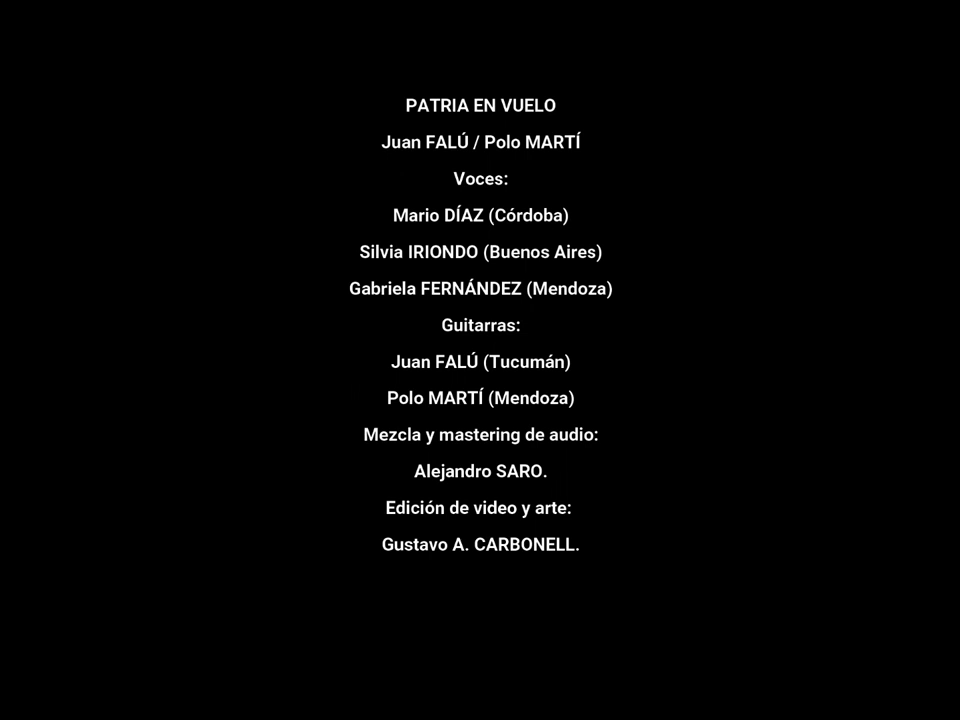 PATRIA EN VUELO
Juan FALÚ / Polo MARTÍ
Voces:
Mario DÍAZ (Córdoba)
Silvia IRIONDO (Buenos Aires)
Gabriela FERNÁNDEZ (Mendoza)
Guitarras:
Juan FALÚ (Tucumán)
Polo MARTÍ (Mendoza)
Mezcla y mastering de audio:
Alejandro SARO.
Edición de video y arte:
Gustavo A. CARBONELL.